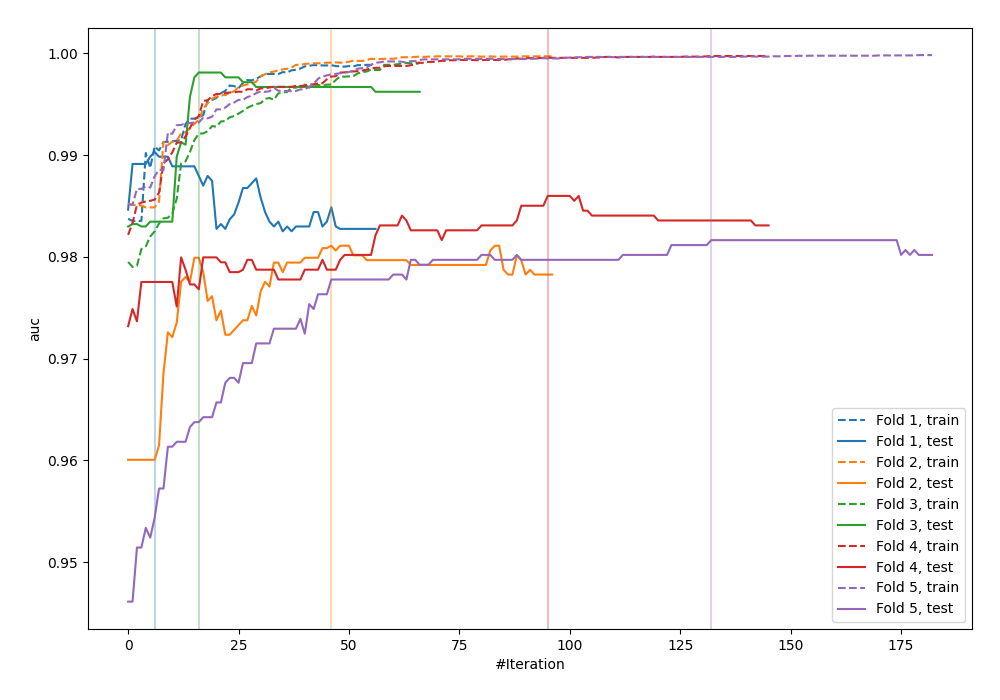 1.00
0.99
0.98
0.97
0.96
0.95
auc
0
25
50
75
100
125
150
175
#Iteration
Fold 1, train
Fold 1, test
Fold 2, train
Fold 2, test
Fold 3, train
Fold 3, test
Fold 4, train
Fold 4, test
Fold 5, train
Fold 5, test